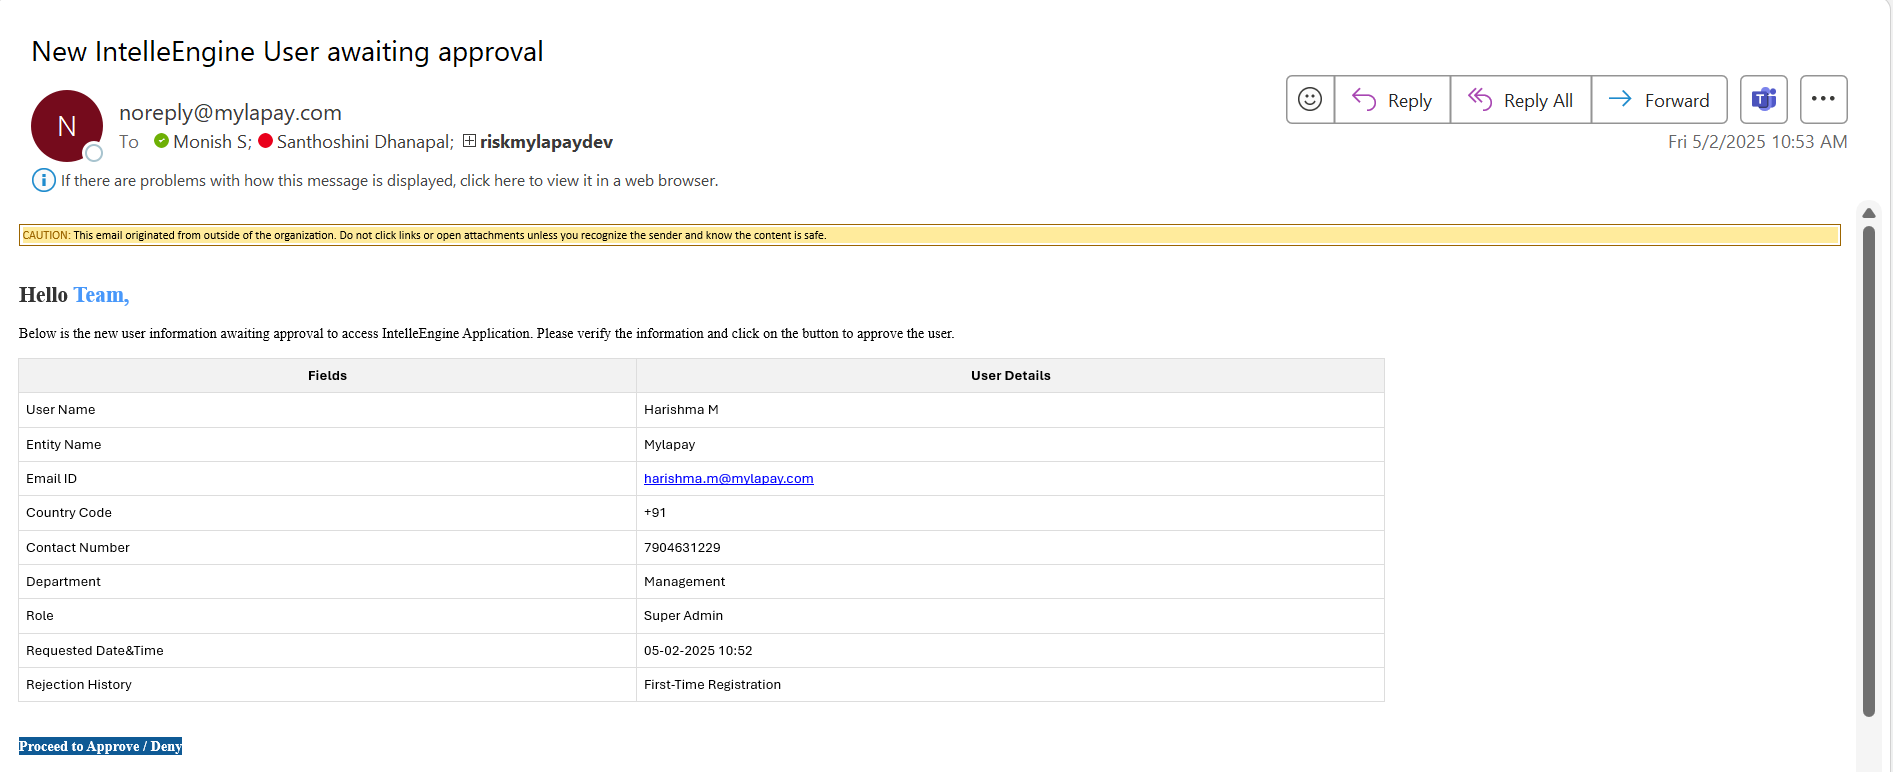 New IntelleEngine User awaiting approval
N
noreply@mylapay.com
Reply
Reply All
Forward
To Monish S; Santhoshini Dhanapal; riskmylapaydev
Fri 5/2/2025 10:53 AM
If there are problems with how this message is displayed, click here to view it in a web browser.
CAUTION: This email originated from outside of the organization. Do not click links or open attachments unless you recognize the sender and know the content is safe.
Hello Team,
Below is the new user information awaiting approval to access IntelleEngine Application. Please verify the information and click on the button to approve the user.
Fields User Details
User Name Harishma M
Entity Name Mylapay
Email ID harishma.m@mylapay.com
Country Code +91
Contact Number 7904631229
Department Management
Role Super Admin
Requested Date&Time 05-02-2025 10:52
Rejection History First-Time Registration
Proceed to Approve / Deny